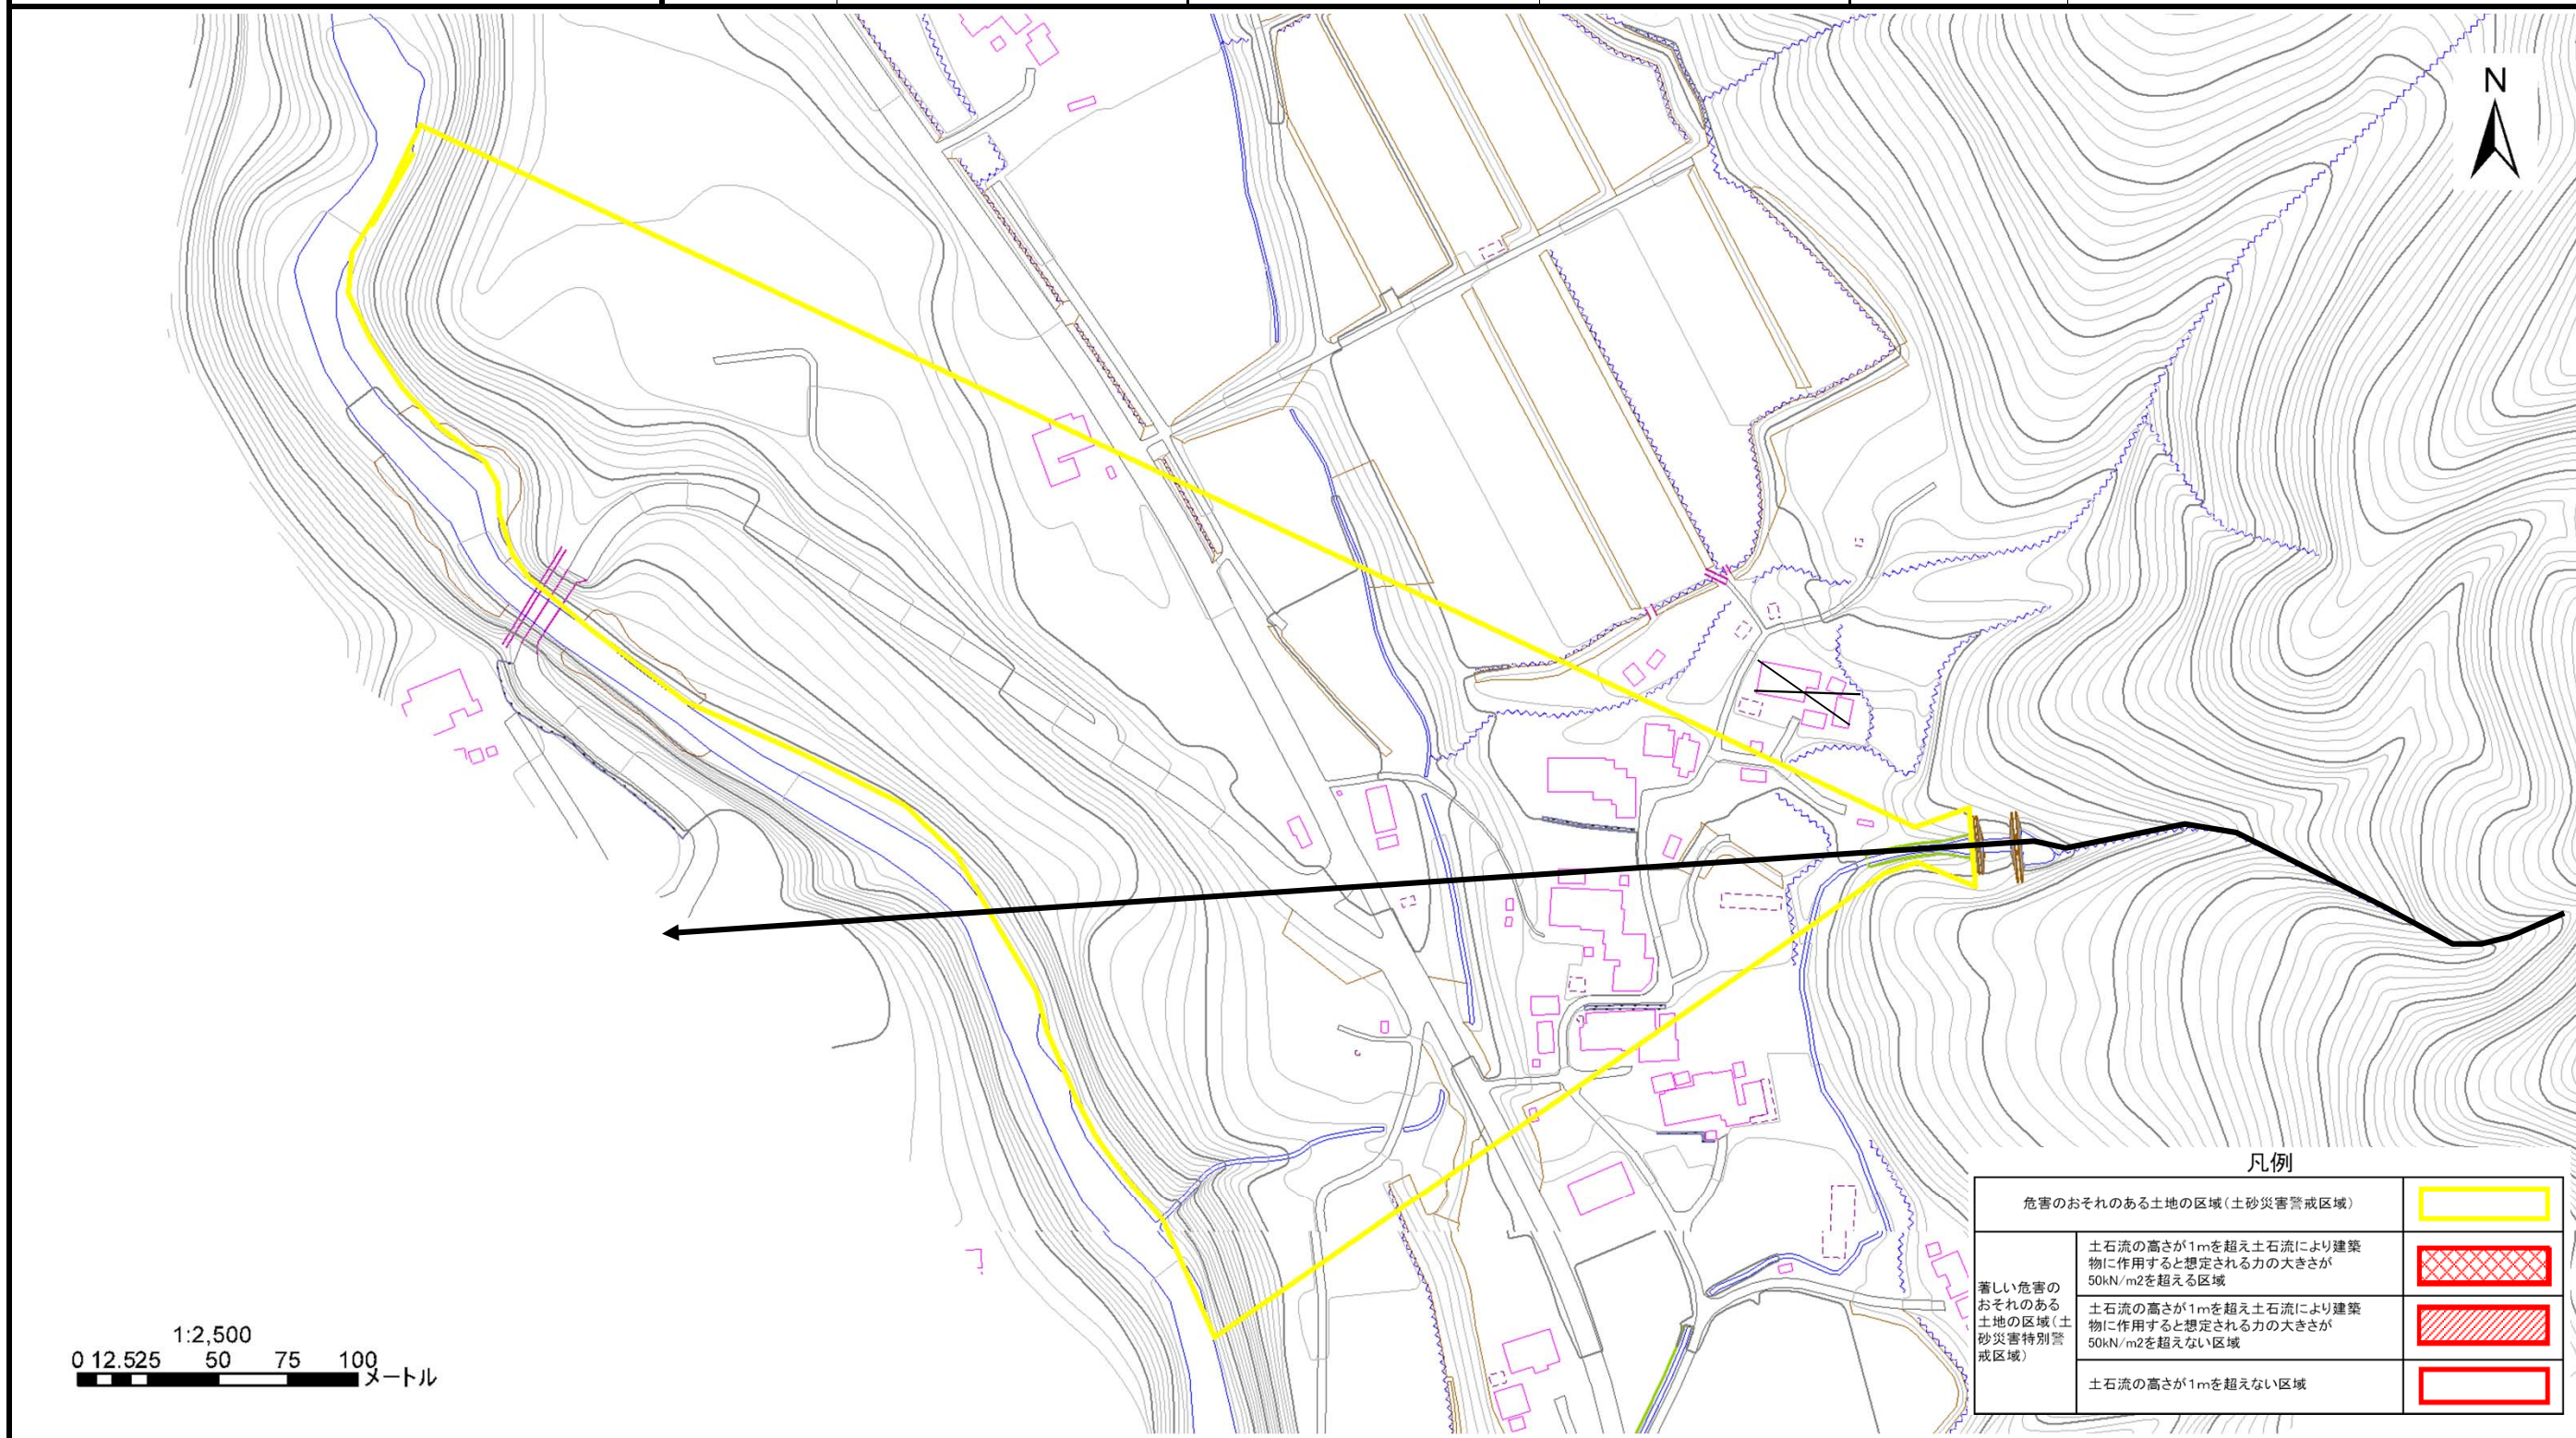 N
凡例
危害のおそれのある土地の区域(土砂災害警戒区域)
著しい危害の
おそれのある
土地の区域(土
砂災害特別警
戒区域)
土石流の高さが1mを超え土石流により建築
物に作用すると想定される力の大きさが
50kN/m2を超える区域
土石流の高さが1mを超え土石流により建築
物に作用すると想定される力の大きさが
50kN/m2を超えない区域
土石流の高さが1mを超えない区域
1:2,500
0 12.525 50 75 100
メートル